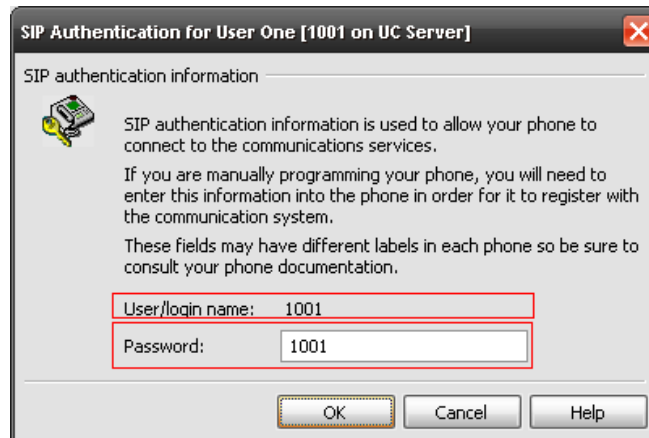 SIP Authentication for User One [1001 on UC Server]
SIP authentication information
SIP authentication information is used to allow your phone to
connect to the communications services.
If you are manually programming your phone, you will need to
enter this information into the phone in order for it to register with
the communication system.
These fields may have different labels in each phone so be sure to
consult your phone documentation.
User/login name: 1001
Password: 1001
OK Cancel Help